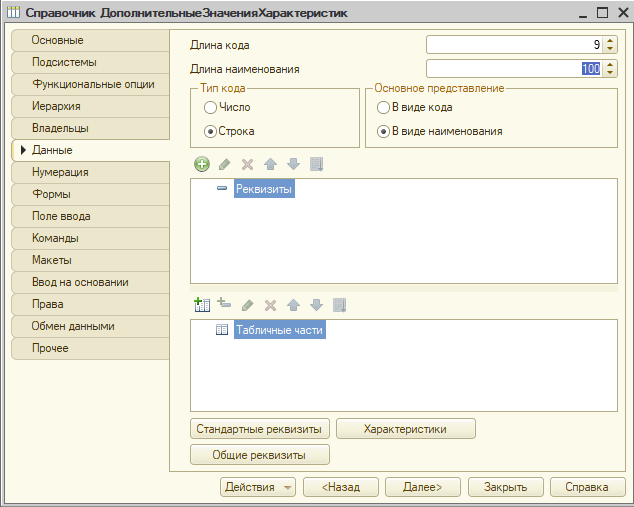 Справочник ДополнительныеЗначенияХарактеристик
Основные
Подсистемы
Функциональные опции
Иерархия
Владельцы
Данные
Нумерация
Формы
Поле ввода
Команды
Макеты
Ввод на основании
Права
Обмен данными
Прочее
Длина кода 9
Длина наименования 100
Тип кода
Число
Строка
Основное представление
В виде кода
В виде наименования
Реквизиты
Табличные части
Стандартные реквизиты Характеристики
Общие реквизиты
Действия <Назад Далее> Закрыть Справка